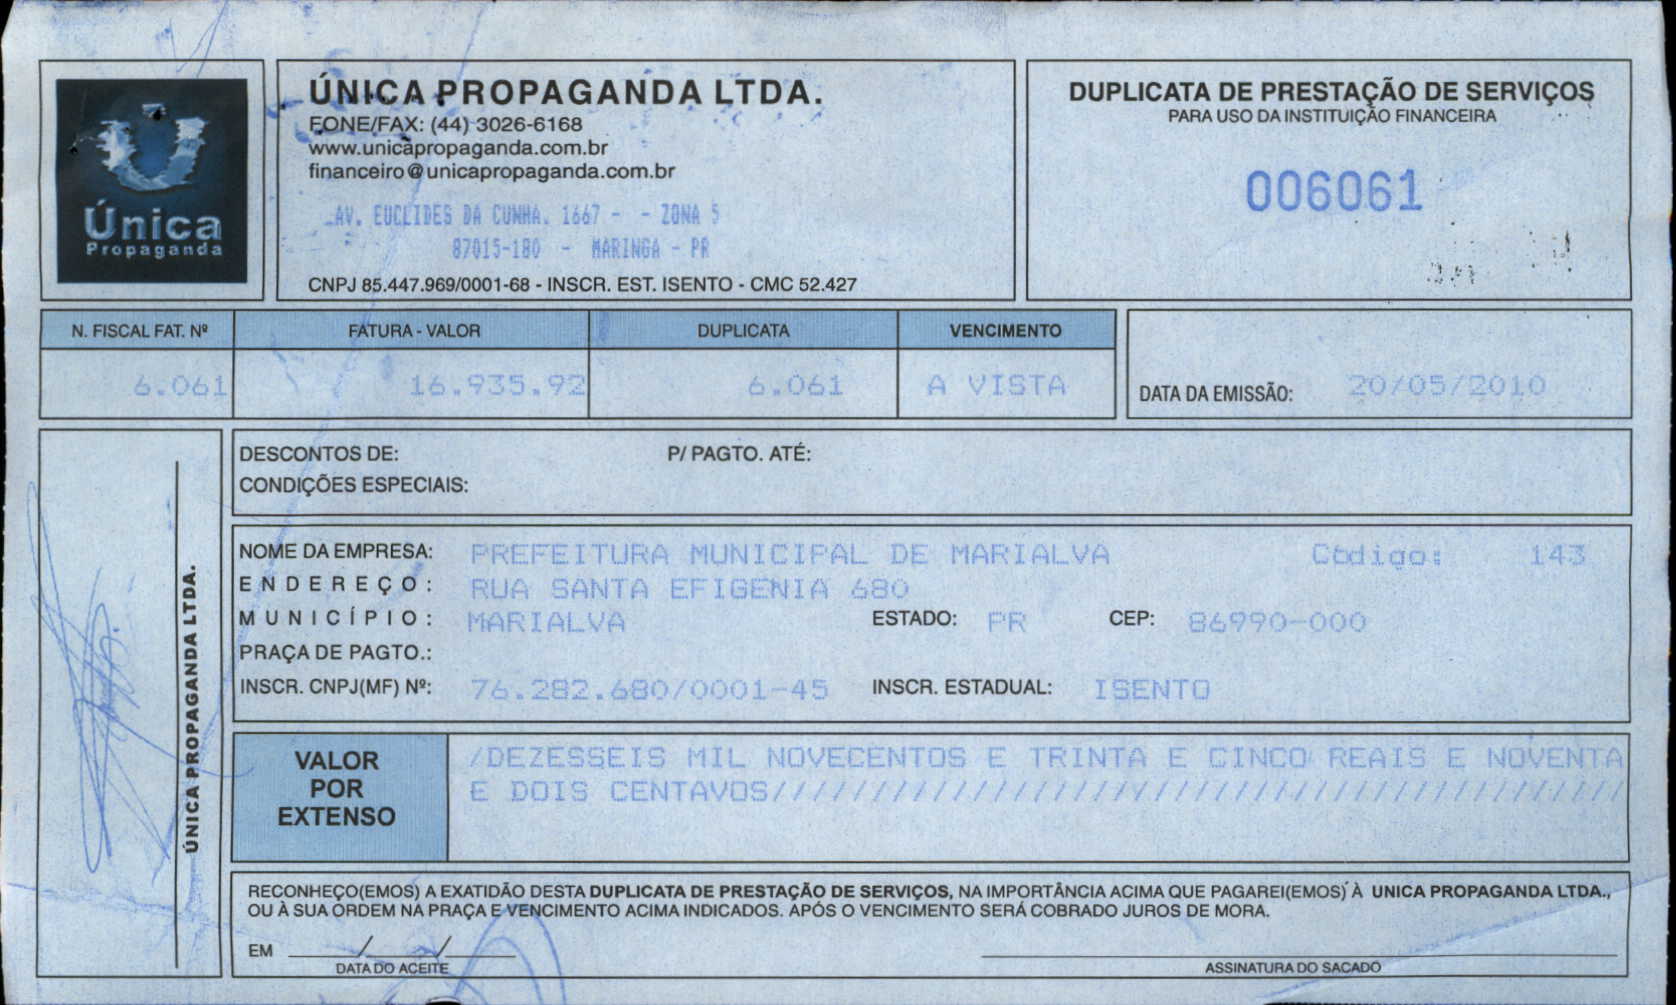 Única
Propaganda
ÚNICA PROPAGANDA LTDA.
FONE/FAX: (44) 3026-6168
www.unicapropaganda.com.br
financeiro@unicapropaganda.com.br
AV. EUCLIDES DA CUNHA. 1667 - - ZONA 5
87015-180 - MARINGA - PR
CNPJ 85.447.969/0001-68 - INSCR. EST. ISENTO - CMC 52.427
DUPLICATA DE PRESTAÇÃO DE SERVIÇOS
PARA USO DA INSTITUIÇÃO FINANCEIRA
006061
N. FISCAL FAT. Nº FATURA - VALOR DUPLICATA VENCIMENTO
6.061 16.935.92 6.061 A VISTA
DATA DA EMISSÃO: 20/05/2010
DESCONTOS DE: P/ PAGTO. ATÉ:
CONDIÇÕES ESPECIAIS:
NOME DA EMPRESA: PREFEITURA MUNICIPAL DE MARIALVA Código: 143
ENDEREÇO: RUA SANTA EFIGENIA 680
MUNICÍPIO: MARIALVA ESTADO: PR CEP: 86990-000
PRAÇA DE PAGTO.:
INSCR. CNPJ(MF) Nº: 76.282.680/0001-45 INSCR. ESTADUAL: ISENTO
ÚNICA PROPAGANDA LTDA.
VALOR
POR
EXTENSO
/DEZESSEIS MIL NOVECENTOS E TRINTA E CINCO REAIS E NOVENTA
E DOIS CENTAVOS///////////////////////////////////////////
RECONHEÇO(EMOS) A EXATIDÃO DESTA DUPLICATA DE PRESTAÇÃO DE SERVIÇOS, NA IMPORTÂNCIA ACIMA QUE PAGAREI(EMOS) À UNICA PROPAGANDA LTDA.,
OU À SUA ORDEM NA PRAÇA E VENCIMENTO ACIMA INDICADOS. APÓS O VENCIMENTO SERÁ COBRADO JUROS DE MORA.
EM ____/____/____
DATA DO ACEITE ASSINATURA DO SACADO